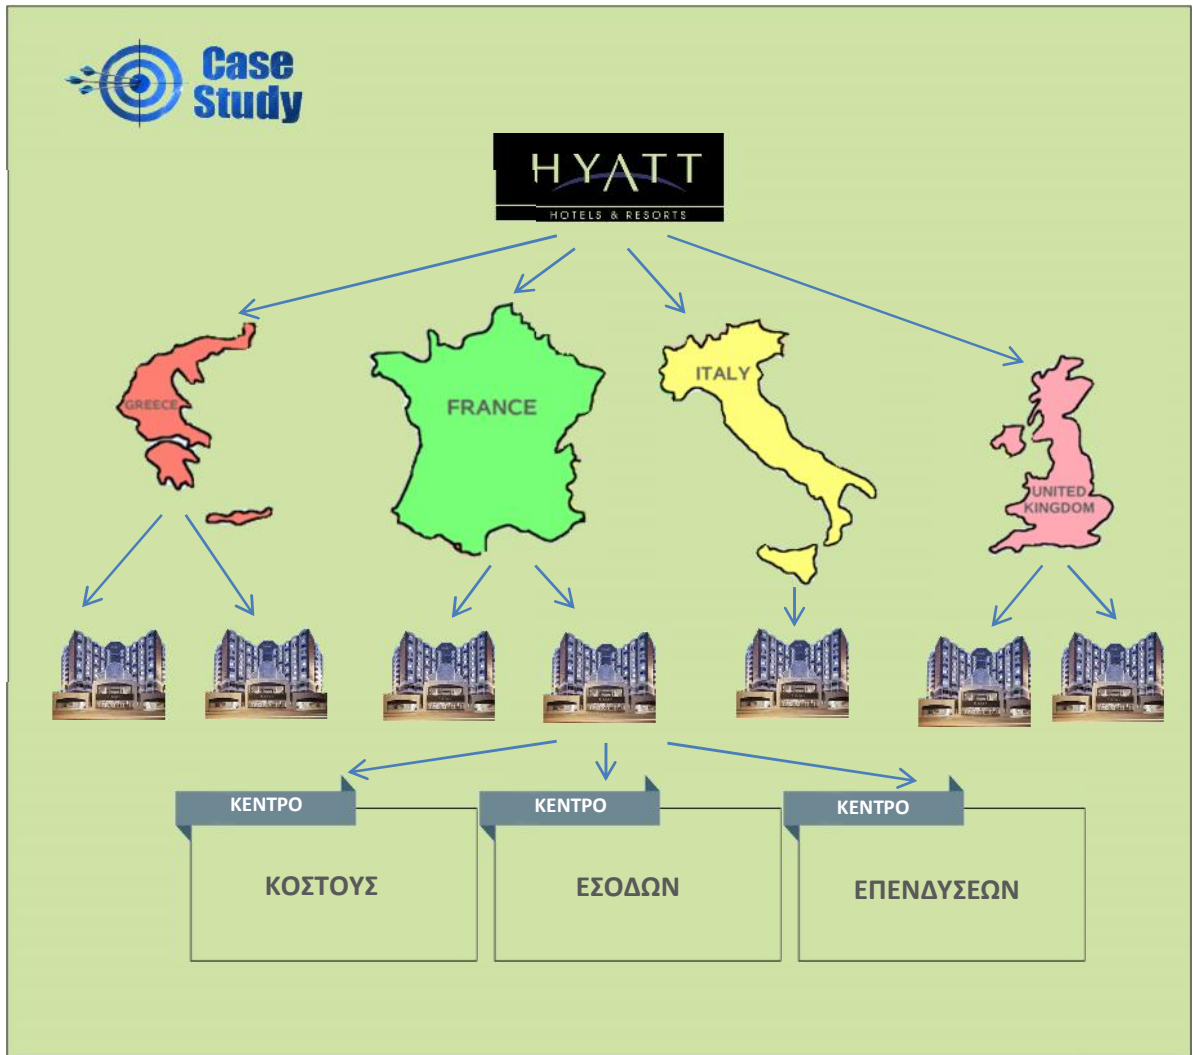 Case
Study
HYATT
HOTELS & RESORTS
GREECE
FRANCE
ITALY
UNITED
KINGDOM
ΚΕΝΤΡΟ
ΚΕΝΤΡΟ
ΚΕΝΤΡΟ
ΚΟΣΤΟΥΣ
ΕΣΟΔΩΝ
ΕΠΕΝΔΥΣΕΩΝ